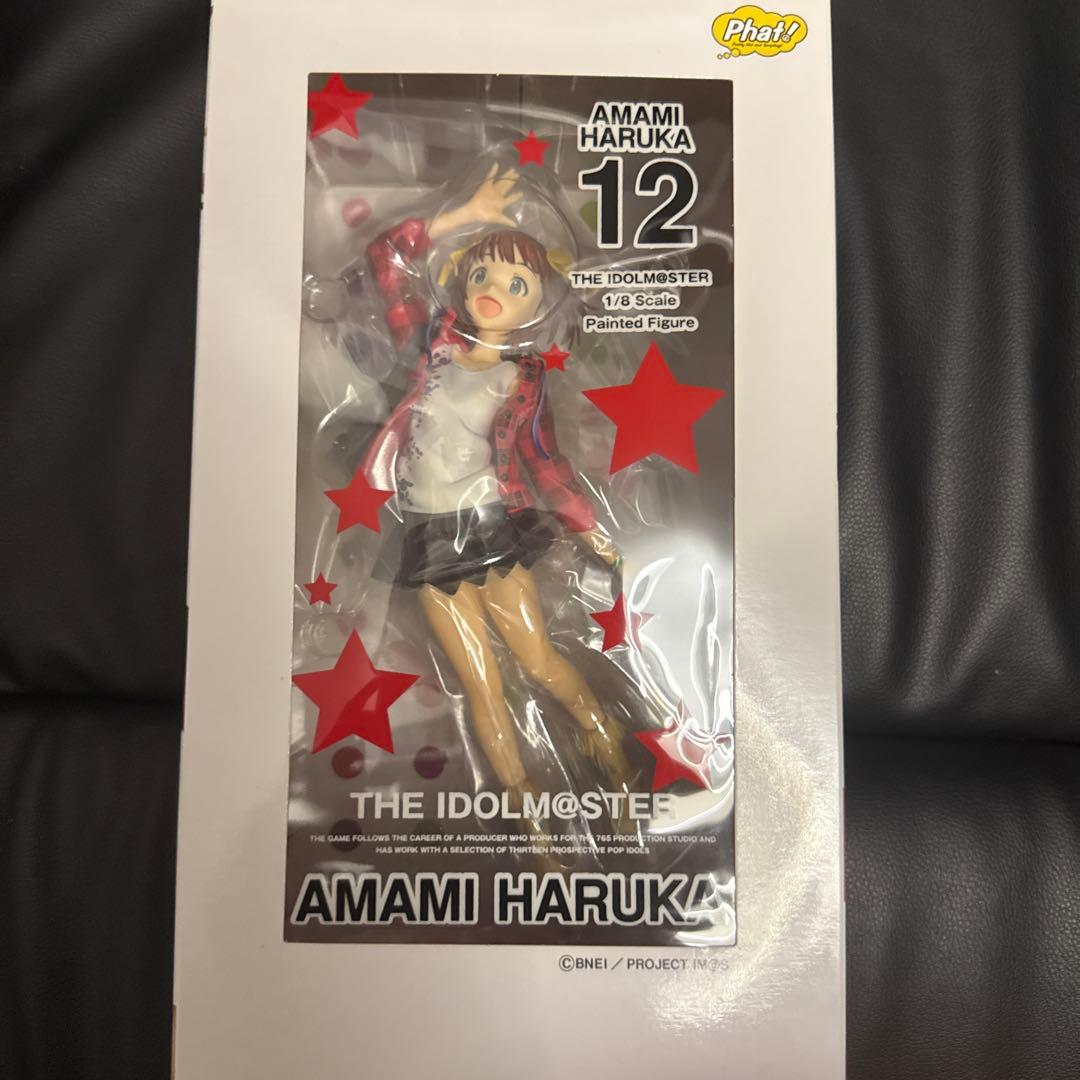 Phat!
AMAMI
HARUKA
12
THE IDOLM@STER
1/8 Scale
Painted Figure
THE IDOLM@STER
THE GAME FOLLOWS THE CAREER OF A PRODUCER WHO WORKS FOR THE 765 PRODUCTION STUDIO AND
HAS WORK WITH A SELECTION OF THIRTEEN PROSPECTIVE POP IDOLS
AMAMI HARUKA
©BNEI／PROJECT IM@S